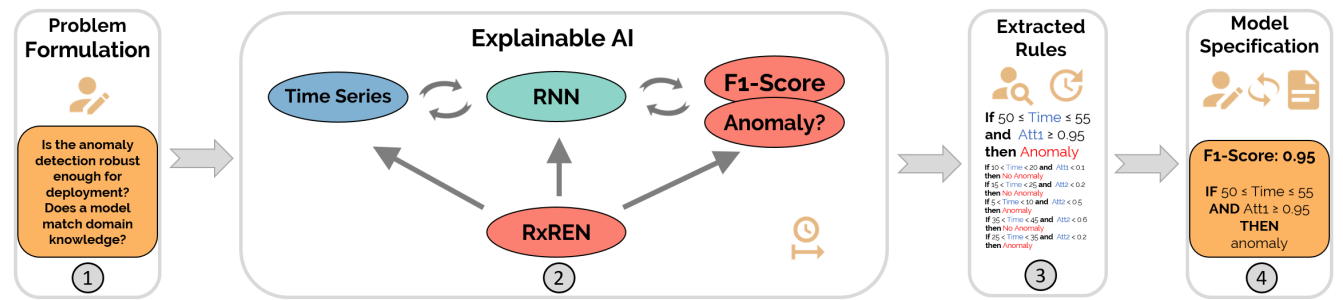 Problem
Formulation
Is the anomaly
detection robust
enough for
deployment?
Does a model
match domain
knowledge?
1
Explainable AI
Time Series
RNN
F1-Score
Anomaly?
RxREN
2
Extracted
Rules
If 50 ≤ Time ≤ 55
and Att1 ≥ 0.95
then Anomaly
If 10 < Time < 20 and Att1 < 0.1
then No Anomaly
If 15 < Time < 25 and Att2 < 0.2
then No Anomaly
If 5 < Time < 10 and Att2 < 0.5
then Anomaly
If 35 < Time < 45 and Att2 < 0.6
then No Anomaly
If 25 < Time < 35 and Att2 < 0.2
then Anomaly
3
Model
Specification
F1-Score: 0.95
IF 50 ≤ Time ≤ 55
AND Att1 ≥ 0.95
THEN
anomaly
4